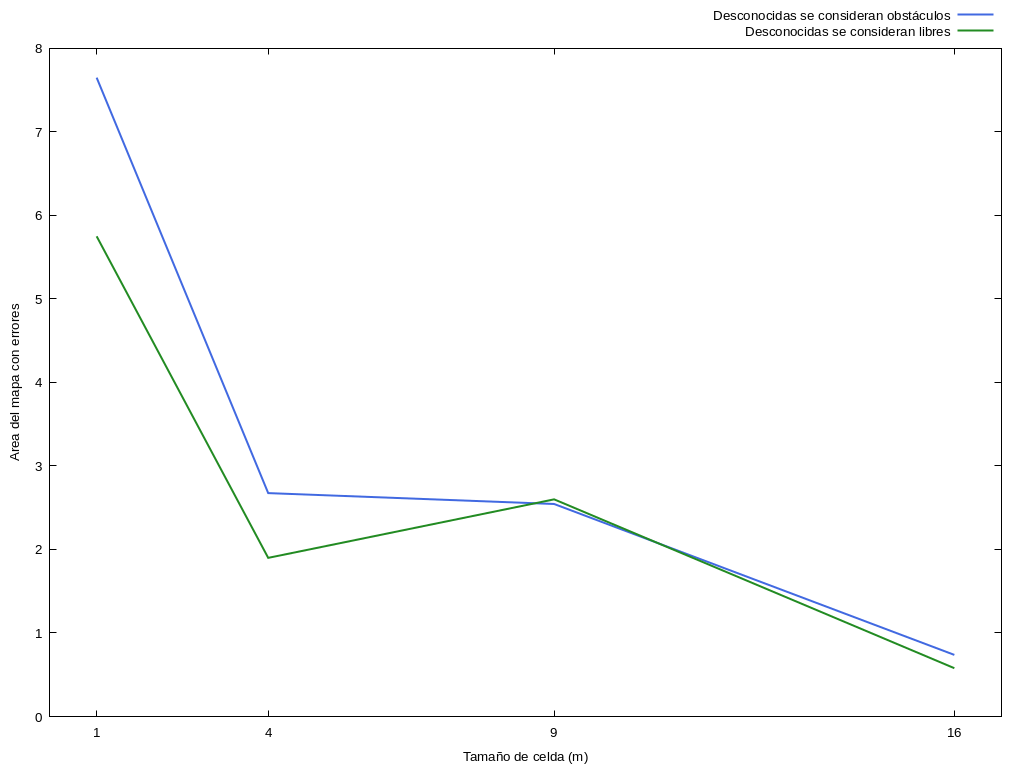 Desconocidas se consideran obstáculos
Desconocidas se consideran libres
8
7
6
5
4
3
2
1
0
Area del mapa con errores
1 4 9 16
Tamaño de celda (m)